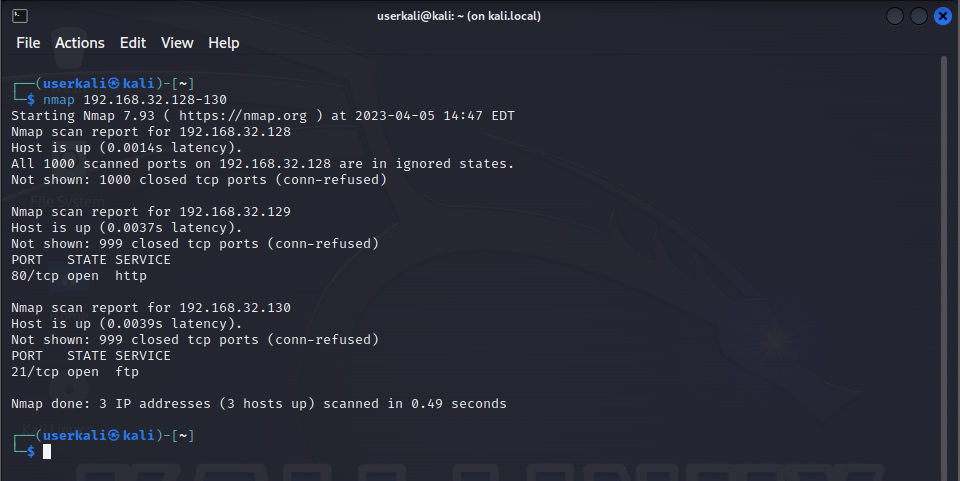 userkali@kali: ~ (on kali.local)
File Actions Edit View Help
┌──(userkali㉿kali)-[~]
└─$ nmap 192.168.32.128-130
Starting Nmap 7.93 ( https://nmap.org ) at 2023-04-05 14:47 EDT
Nmap scan report for 192.168.32.128
Host is up (0.0014s latency).
All 1000 scanned ports on 192.168.32.128 are in ignored states.
Not shown: 1000 closed tcp ports (conn-refused)
File System
Nmap scan report for 192.168.32.129
Host is up (0.0037s latency).
Not shown: 999 closed tcp ports (conn-refused)
PORT   STATE SERVICE
80/tcp open  http
Nmap scan report for 192.168.32.130
Host is up (0.0039s latency).
Not shown: 999 closed tcp ports (conn-refused)
PORT   STATE SERVICE
21/tcp open  ftp
Nmap done: 3 IP addresses (3 hosts up) scanned in 0.49 seconds
┌──(userkali㉿kali)-[~]
└─$